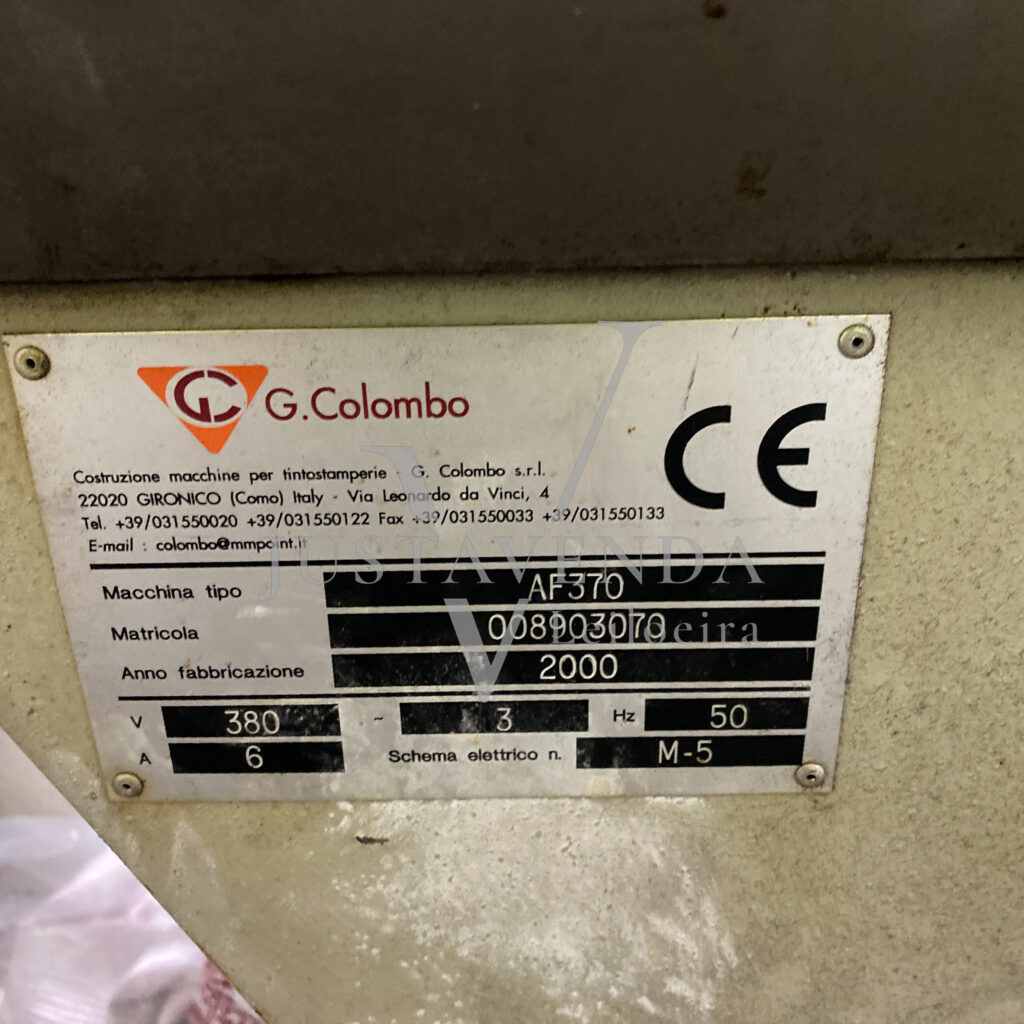 GC G.Colombo
CE
Costruzione macchine per tintostamperie - G. Colombo s.r.l.
22020 GIRONICO (Como) Italy - Via Leonardo da Vinci, 4
Tel. +39/031550020 +39/031550122 Fax +39/031550033 +39/031550133
E-mail : colombo@mmpoint.it
JUSTAVENDA
Leiloeira
Macchina tipo AF370
Matricola 008903070
Anno fabbricazione 2000
V 380 ~ 3 Hz 50
A 6 Schema elettrico n. M-5